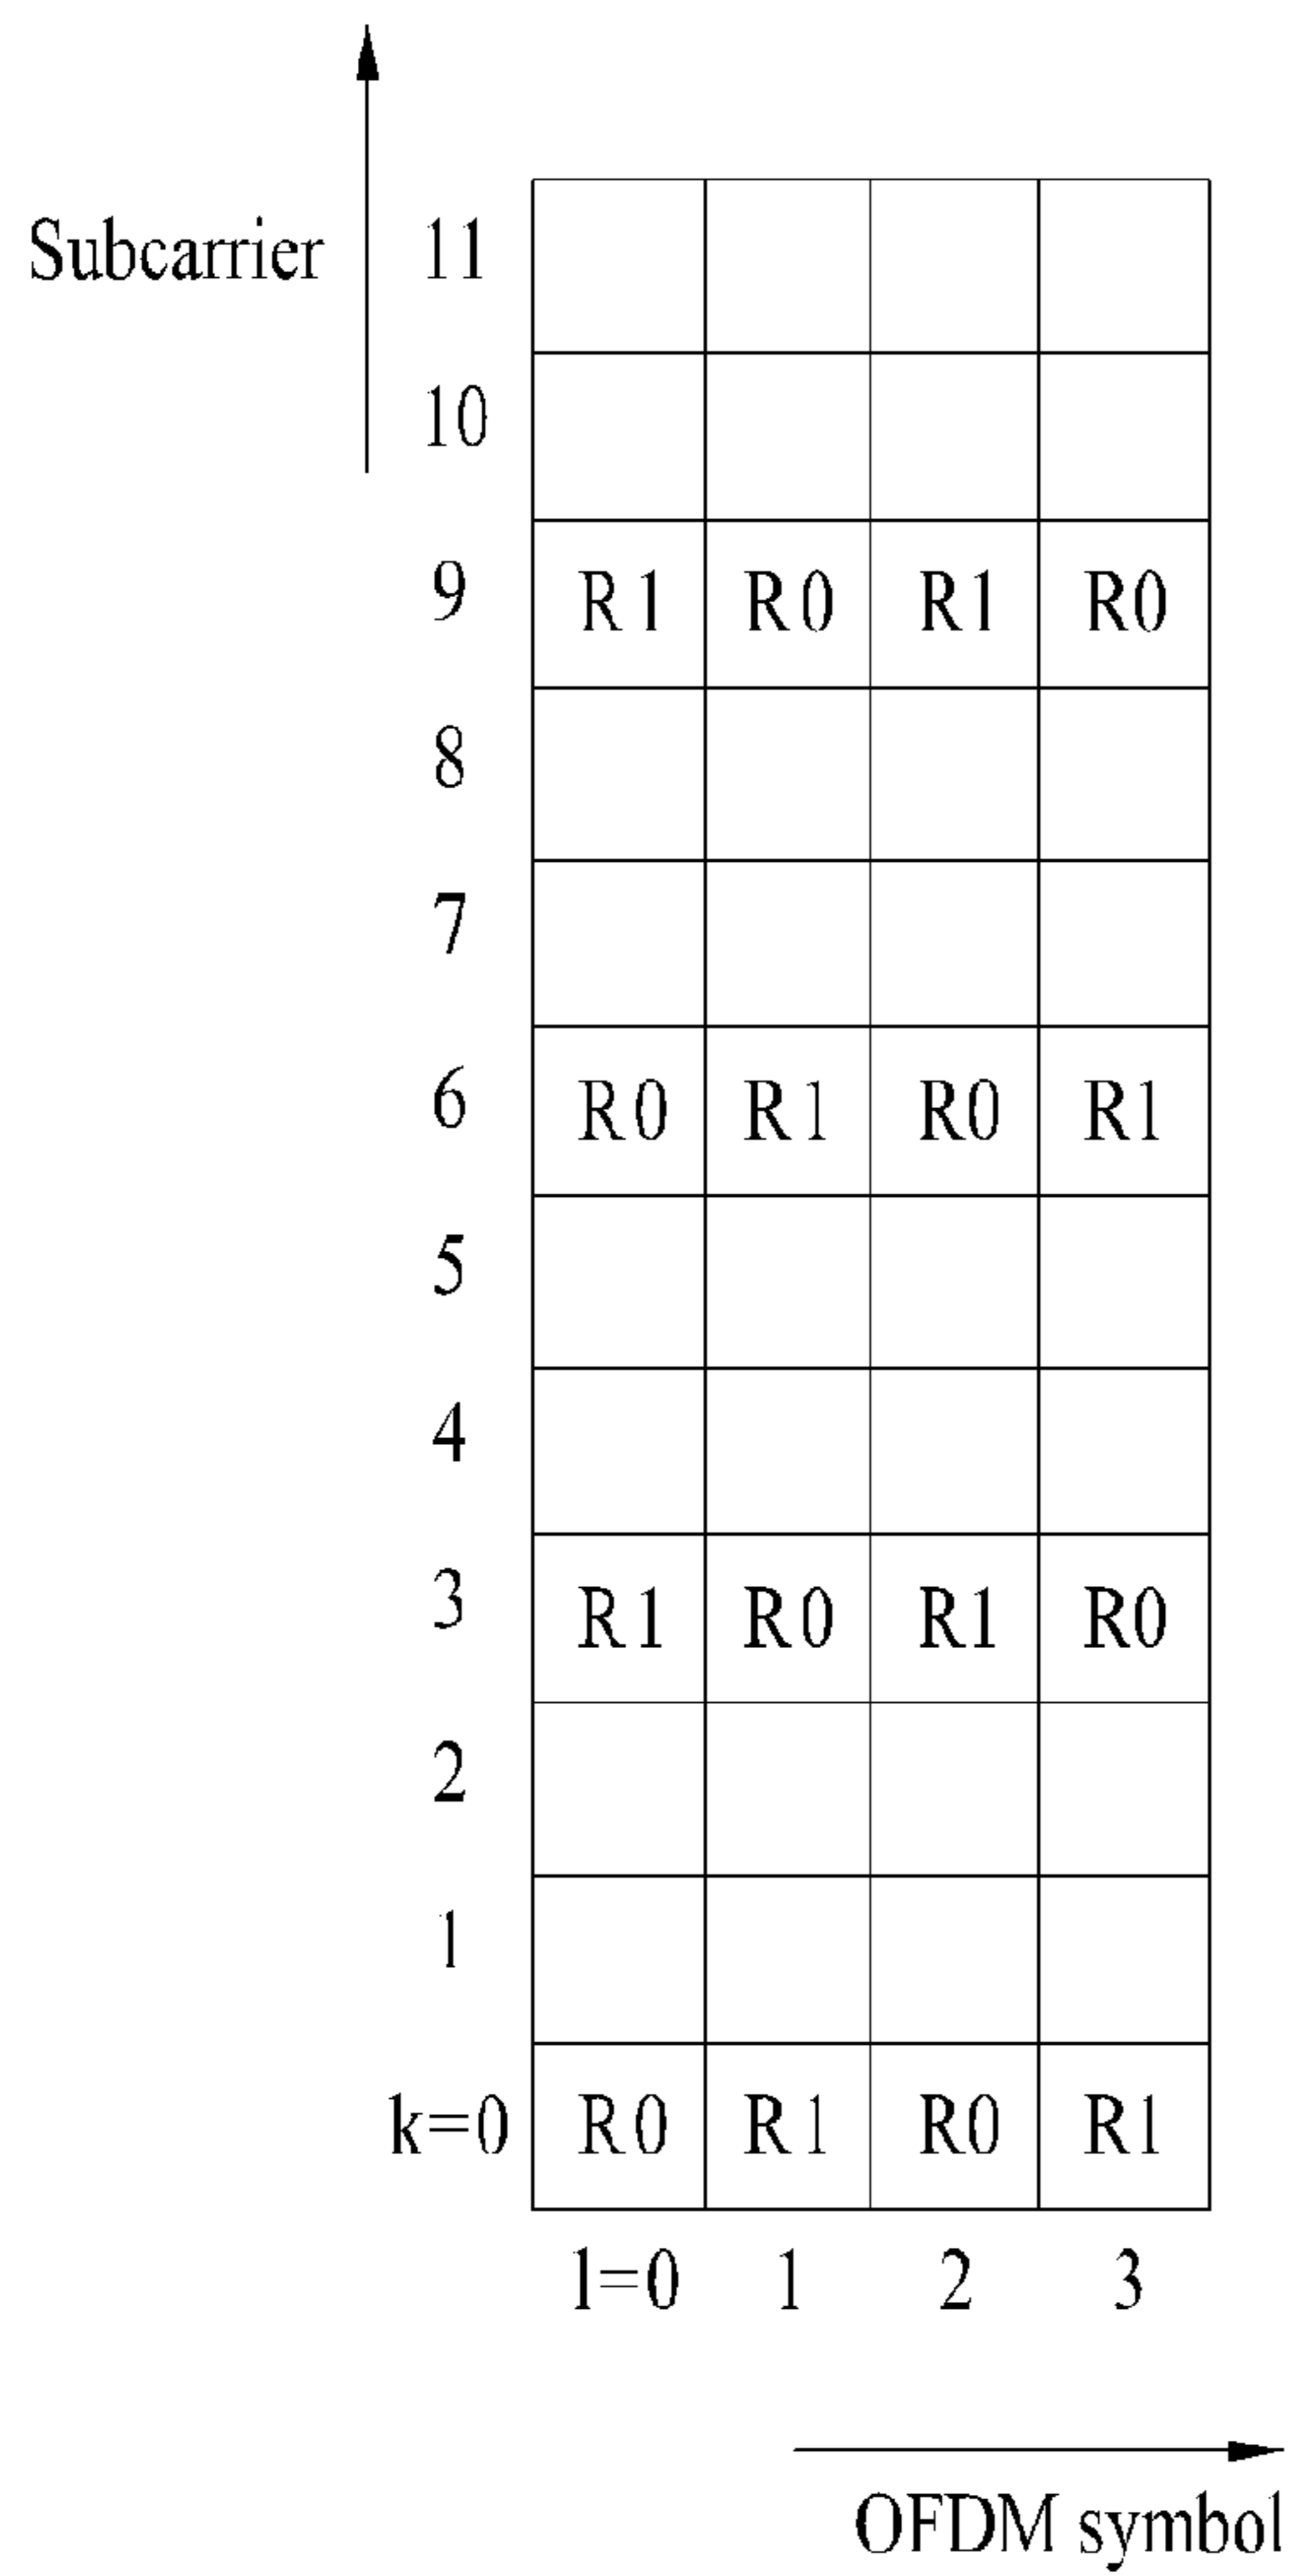 Subcarrier 11
10
9 R1 R0 R1 R0
8
7
6 R0 R1 R0 R1
5
4
3 R1 R0 R1 R0
2
1
k=0 R0 R1 R0 R1
l=0 1 2 3
OFDM symbol